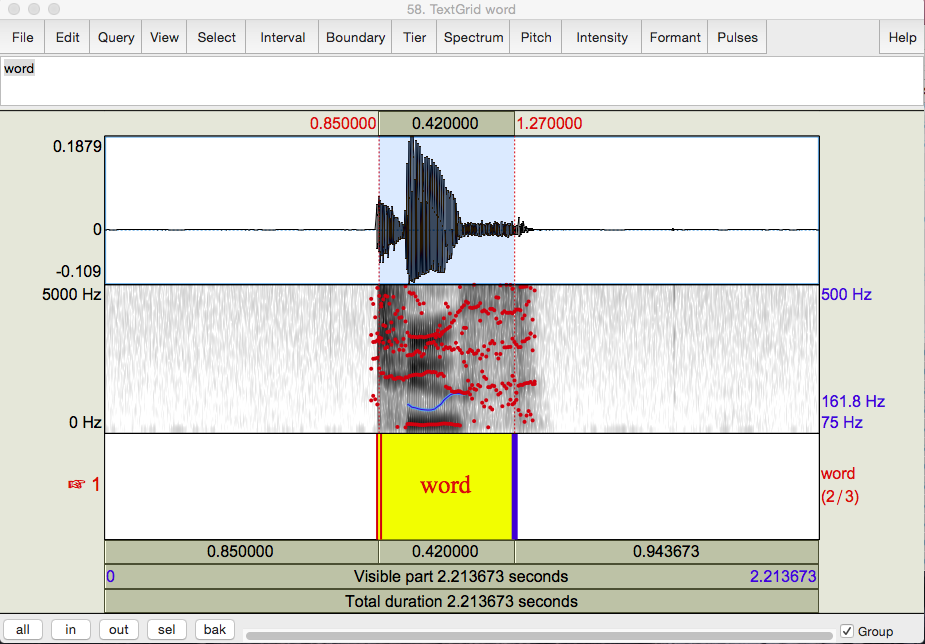 58. TextGrid word
File Edit Query View Select Interval Boundary Tier Spectrum Pitch Intensity Formant Pulses Help
word
0.850000 0.420000 1.270000
0.1879
0
-0.109
5000 Hz 500 Hz
161.8 Hz
0 Hz 75 Hz
☞ 1 word word
(2 / 3)
0.850000 0.420000 0.943673
0 Visible part 2.213673 seconds 2.213673
Total duration 2.213673 seconds
all in out sel bak Group